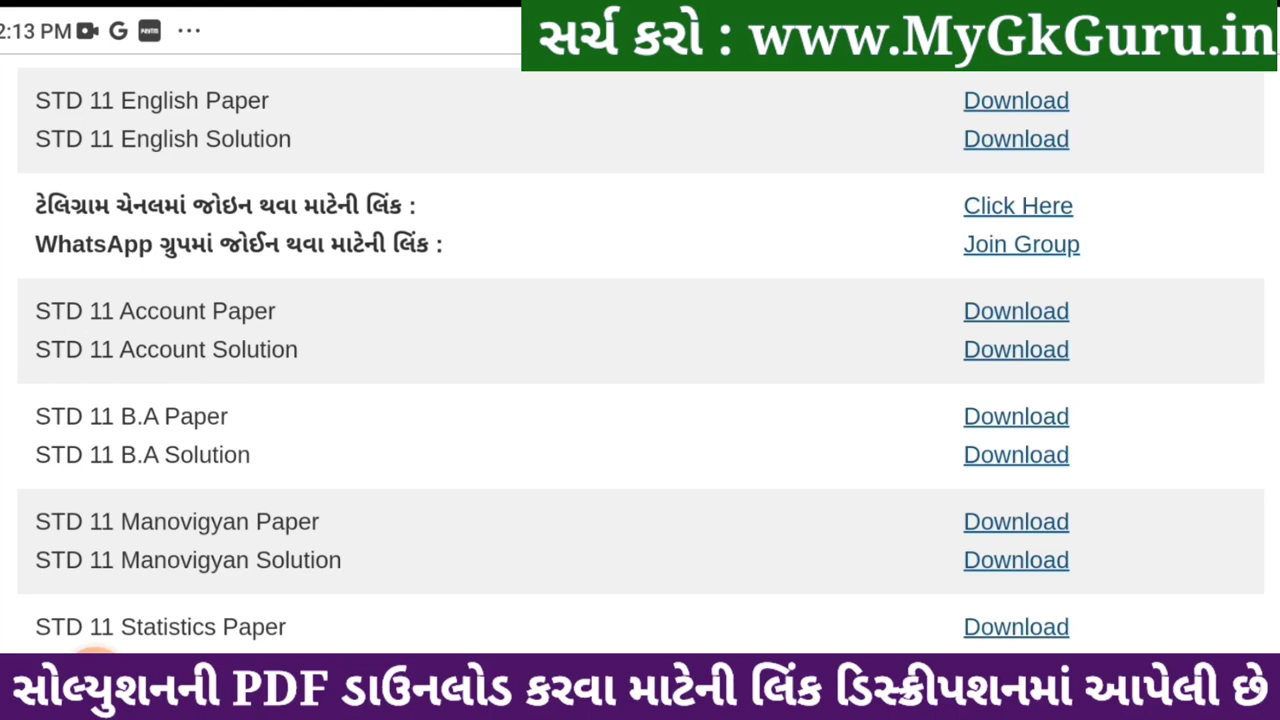 2:13 PM
સર્ચ કરો : www.MyGkGuru.in
STD 11 English Paper Download
STD 11 English Solution Download
ટેલિગ્રામ ચેનલમાં જોઇન થવા માટેની લિંક : Click Here
WhatsApp ગ્રુપમાં જોઈન થવા માટેની લિંક : Join Group
STD 11 Account Paper Download
STD 11 Account Solution Download
STD 11 B.A Paper Download
STD 11 B.A Solution Download
STD 11 Manovigyan Paper Download
STD 11 Manovigyan Solution Download
STD 11 Statistics Paper Download
સોલ્યુશનની PDF ડાઉનલોડ કરવા માટેની લિંક ડિસ્ક્રીપશનમાં આપેલી છે